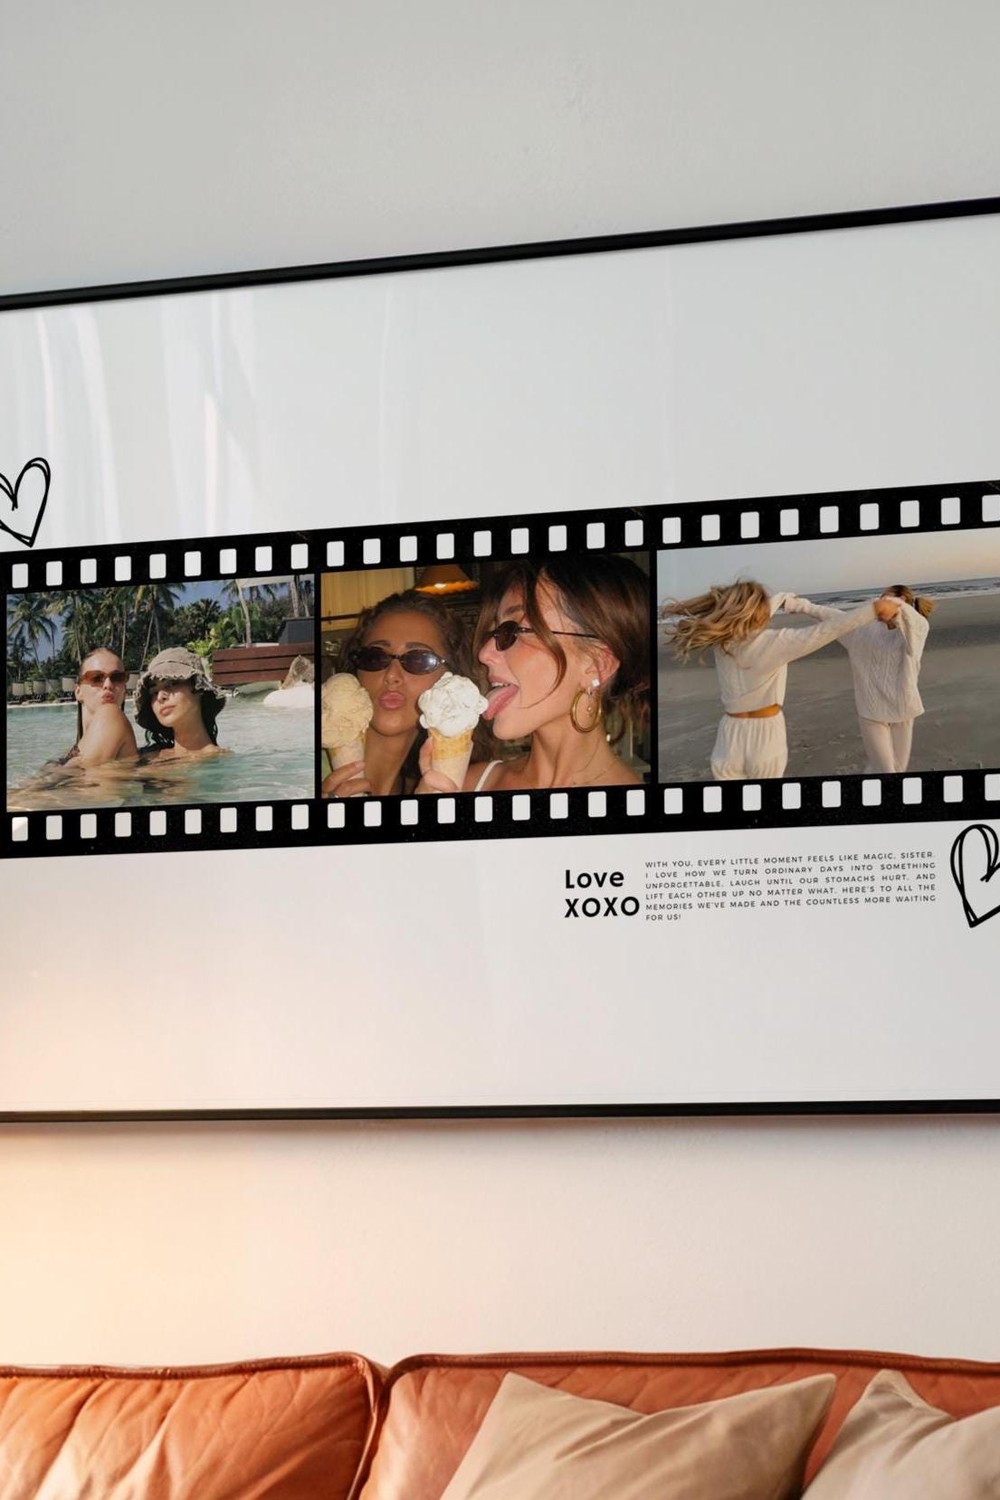 Love
XOXO
WITH YOU, EVERY LITTLE MOMENT FEELS LIKE MAGIC, SISTER.
I LOVE HOW WE TURN ORDINARY DAYS INTO SOMETHING
UNFORGETTABLE, LAUGH UNTIL OUR STOMACHS HURT, AND
LIFT EACH OTHER UP NO MATTER WHAT. HERE'S TO ALL THE
MEMORIES WE'VE MADE AND THE COUNTLESS MORE WAITING
FOR US!